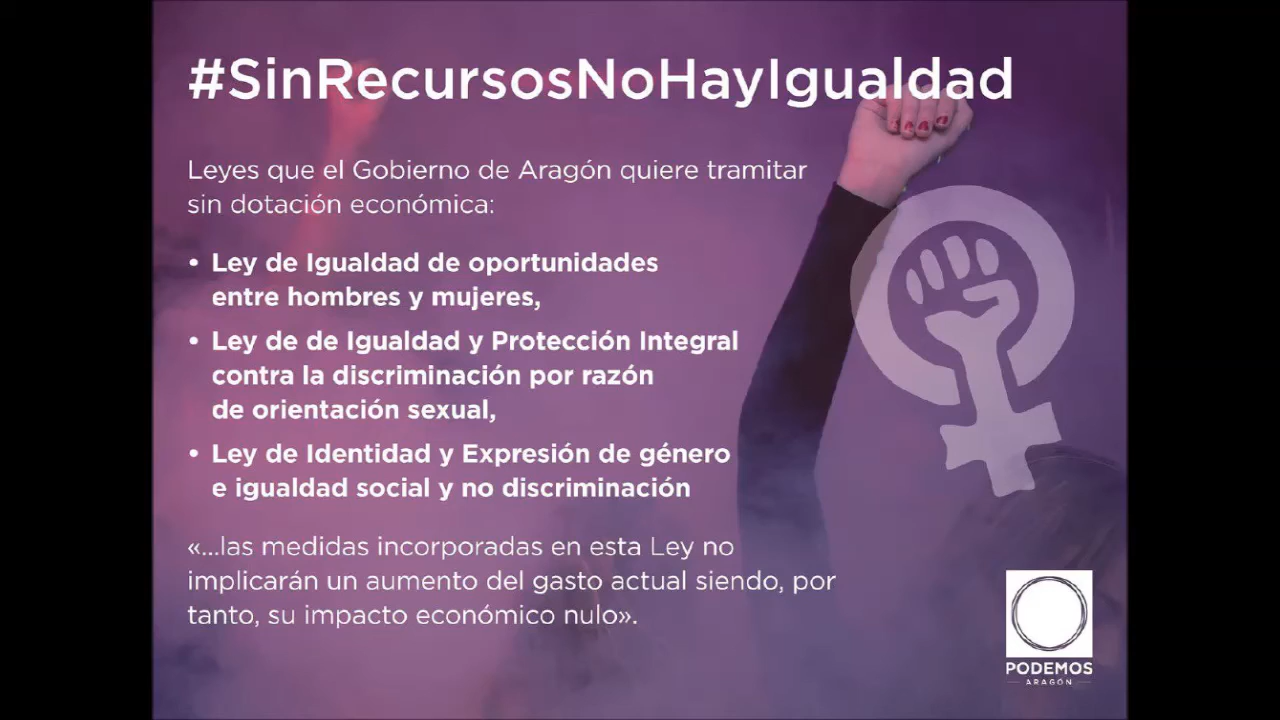 #SinRecursosNoHayIgualdad
Leyes que el Gobierno de Aragón quiere tramitar
sin dotación económica:
• Ley de Igualdad de oportunidades
entre hombres y mujeres,
• Ley de de Igualdad y Protección Integral
contra la discriminación por razón
de orientación sexual,
• Ley de Identidad y Expresión de género
e igualdad social y no discriminación
«...las medidas incorporadas en esta Ley no
implicarán un aumento del gasto actual siendo, por
tanto, su impacto económico nulo».
PODEMOS
ARAGÓN